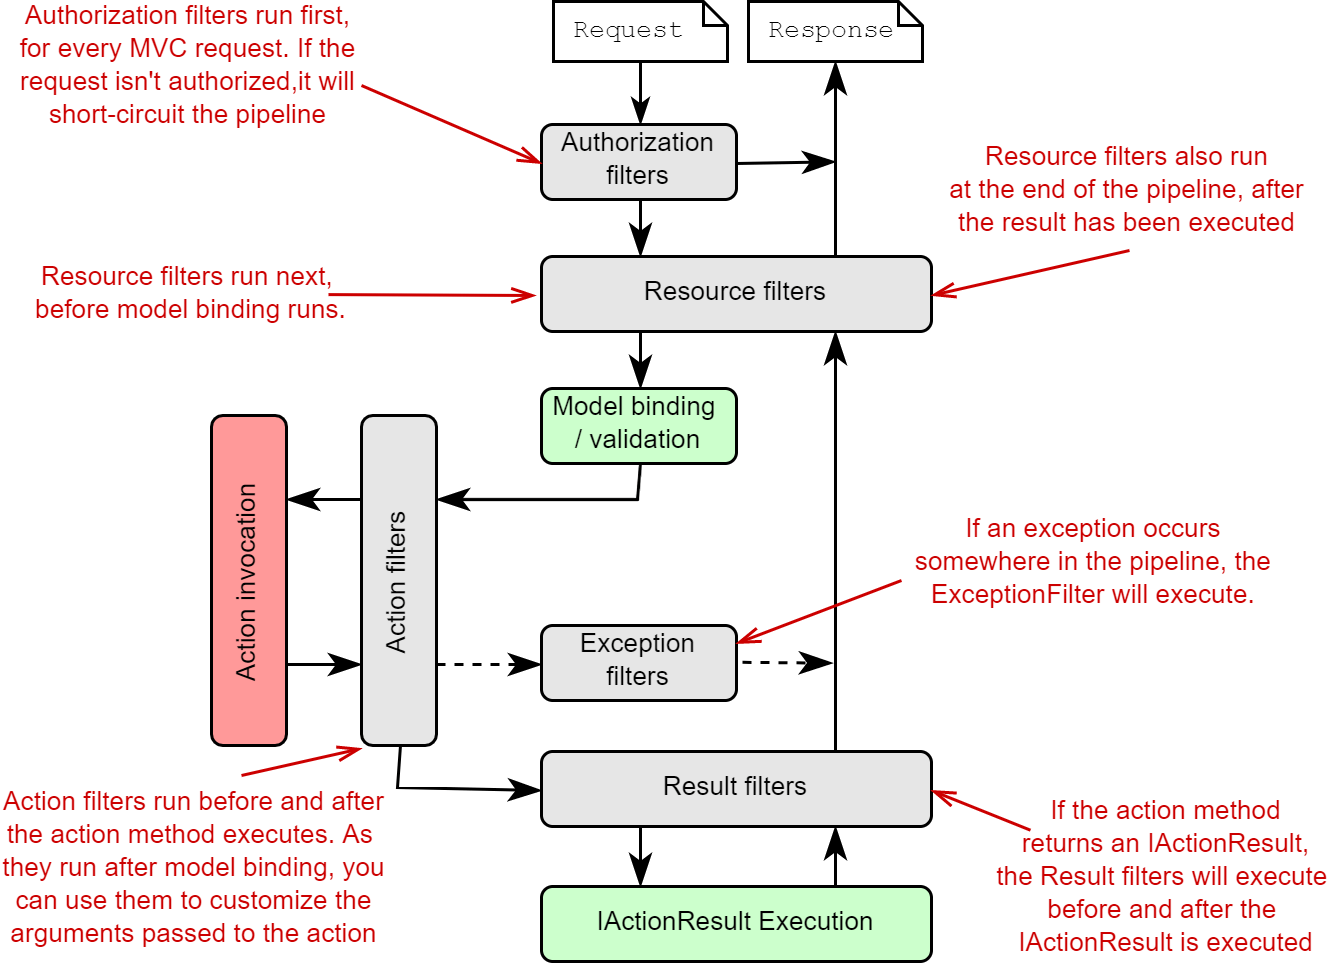 Authorization filters run first,
for every MVC request. If the
request isn't authorized,it will
short-circuit the pipeline
Request
Response
Authorization
filters
Resource filters also run
at the end of the pipeline, after
the result has been executed
Resource filters run next,
before model binding runs.
Resource filters
Model binding
/ validation
Action invocation
Action filters
If an exception occurs
somewhere in the pipeline, the
ExceptionFilter will execute.
Exception
filters
Action filters run before and after
the action method executes. As
they run after model binding, you
can use them to customize the
arguments passed to the action
Result filters
If the action method
returns an IActionResult,
the Result filters will execute
before and after the
IActionResult is executed
IActionResult Execution